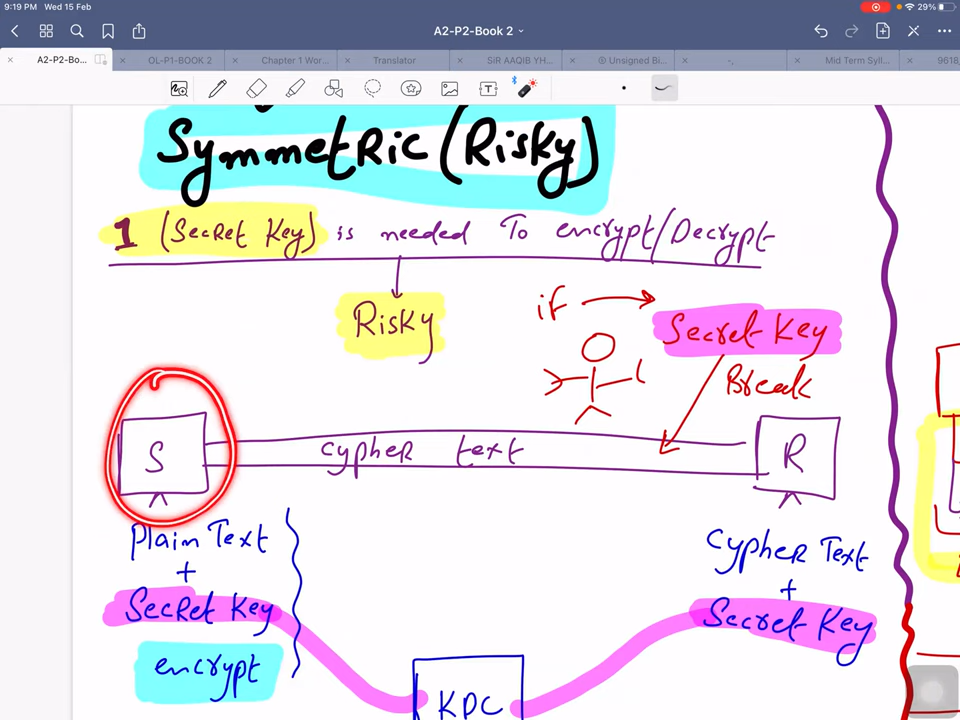 9:19 PM Wed 15 Feb
29%
A2-P2-Book 2
A2-P2-Bo...
OL-P1-BOOK 2
Chapter 1 Wor...
Translator
SiR AAQIB YH...
Unsigned Bi...
Mid Term Syll...
9618
Symmetric (Risky)
1 (Secret Key) is needed To encrypt/Decrypt
Risky
if
Secret Key
Break
S
cypher text
R
Plain Text
+
Secret Key
encrypt
Cypher Text
+
Secret Key
KDC